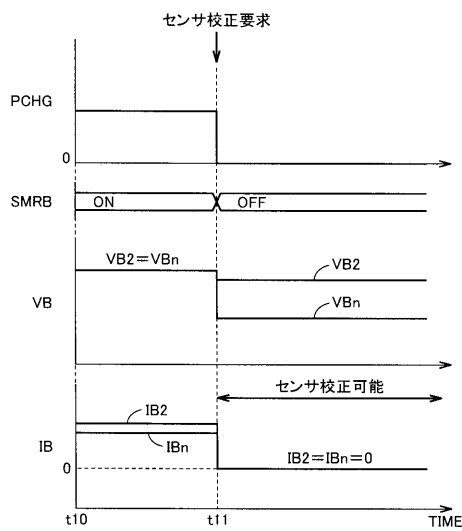 センサ校正要求
PCHG
0
SMRB
ON
OFF
VB2=VBn
VB2
VBn
VB
センサ校正可能
IB2
IBn
IB
IB2=IBn=0
0
t10
t11
TIME